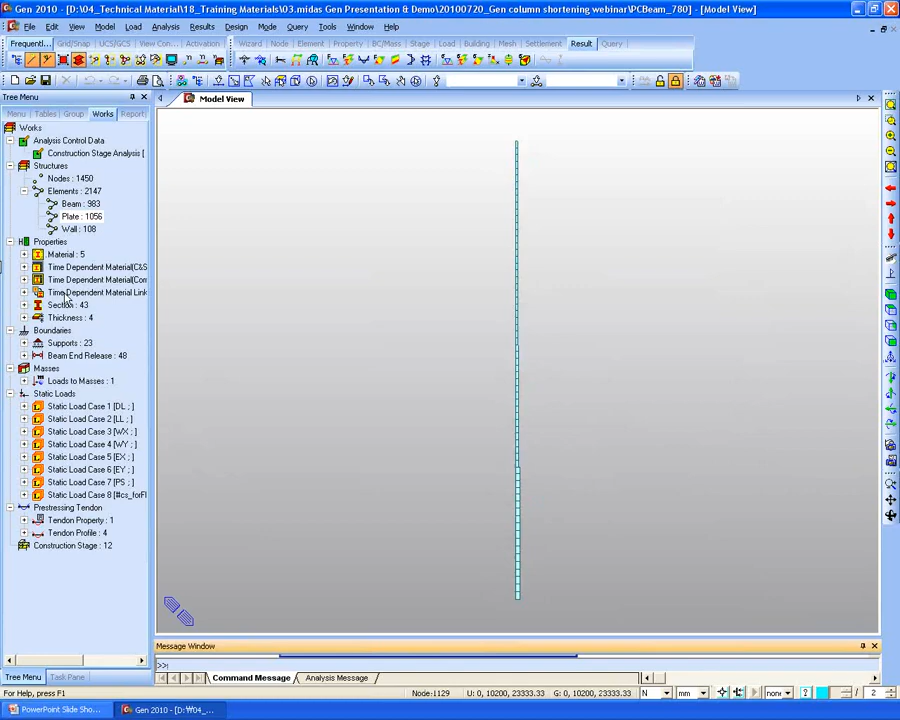 Gen 2010 - [D:\04_Technical Material\18_Training Materials\03.midas Gen Presentation & Demo\20100720_Gen column shortening webinar\PCBeam_780] - [Model View]
File Edit View Model Load Analysis Results Design Mode Query Tools Window Help
Frequentl... Grid/Snap UCS/GCS View Con... Activation Wizard Node Element Property BC/Mass Stage Load Building Mesh Settlement Result Query
Tree Menu
Model View
Menu Tables Group Works Report
Works
Analysis Control Data
Construction Stage Analysis [
Structures
Nodes : 1450
Elements : 2147
Beam : 983
Plate : 1056
Wall : 108
Properties
Material : 5
Time Dependent Material(C&S
Time Dependent Material(Com
Time Dependent Material Link
Section : 43
Thickness : 4
Boundaries
Supports : 23
Beam End Release : 48
Masses
Loads to Masses : 1
Static Loads
Static Load Case 1 [DL ; ]
Static Load Case 2 [LL ; ]
Static Load Case 3 [WX ; ]
Static Load Case 4 [WY ; ]
Static Load Case 5 [EX ; ]
Static Load Case 6 [EY ; ]
Static Load Case 7 [PS ; ]
Static Load Case 8 [#cs_forFl
Prestressing Tendon
Tendon Property : 1
Tendon Profile : 4
Construction Stage : 12
Message Window
>>
Tree Menu Task Pane
Command Message Analysis Message
For Help, press F1
Node:1129
U: 0, 10200, 23333.33
G: 0, 10200, 23333.33
N
mm
none
?
/ 2
PowerPoint Slide Sho...
Gen 2010 - [D:\04_...